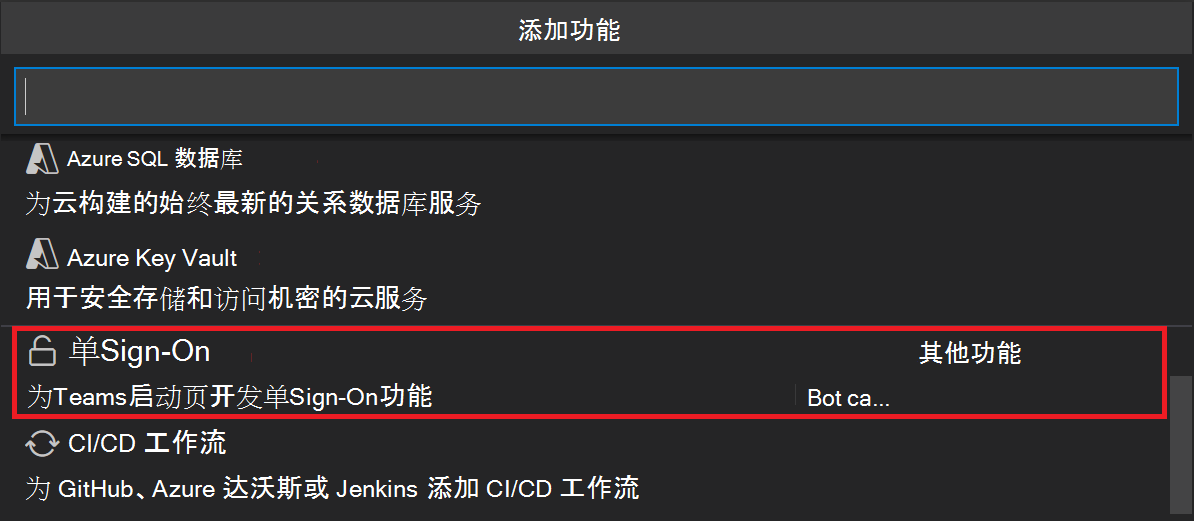 添加功能
Azure SQL 数据库
为云构建的始终最新的关系数据库服务
Azure Key Vault
用于安全存储和访问机密的云服务
单Sign-On 其他功能
为Teams启动页开发单Sign-On功能 Bot ca...
CI/CD 工作流
为 GitHub、Azure 达沃斯或 Jenkins 添加 CI/CD 工作流